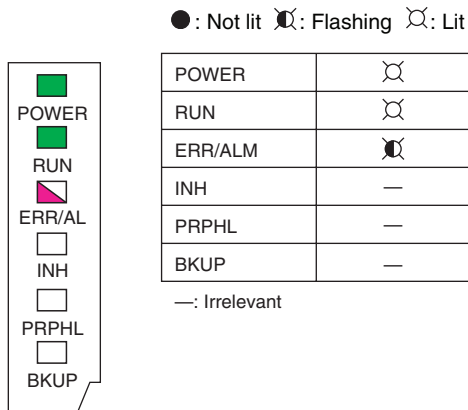 ●: Not lit : Flashing ¤: Lit
POWER
RUN
ERR/AL
INH
PRPHL
BKUP
POWER ¤
RUN ¤
ERR/ALM
INH —
PRPHL —
BKUP —
—: Irrelevant